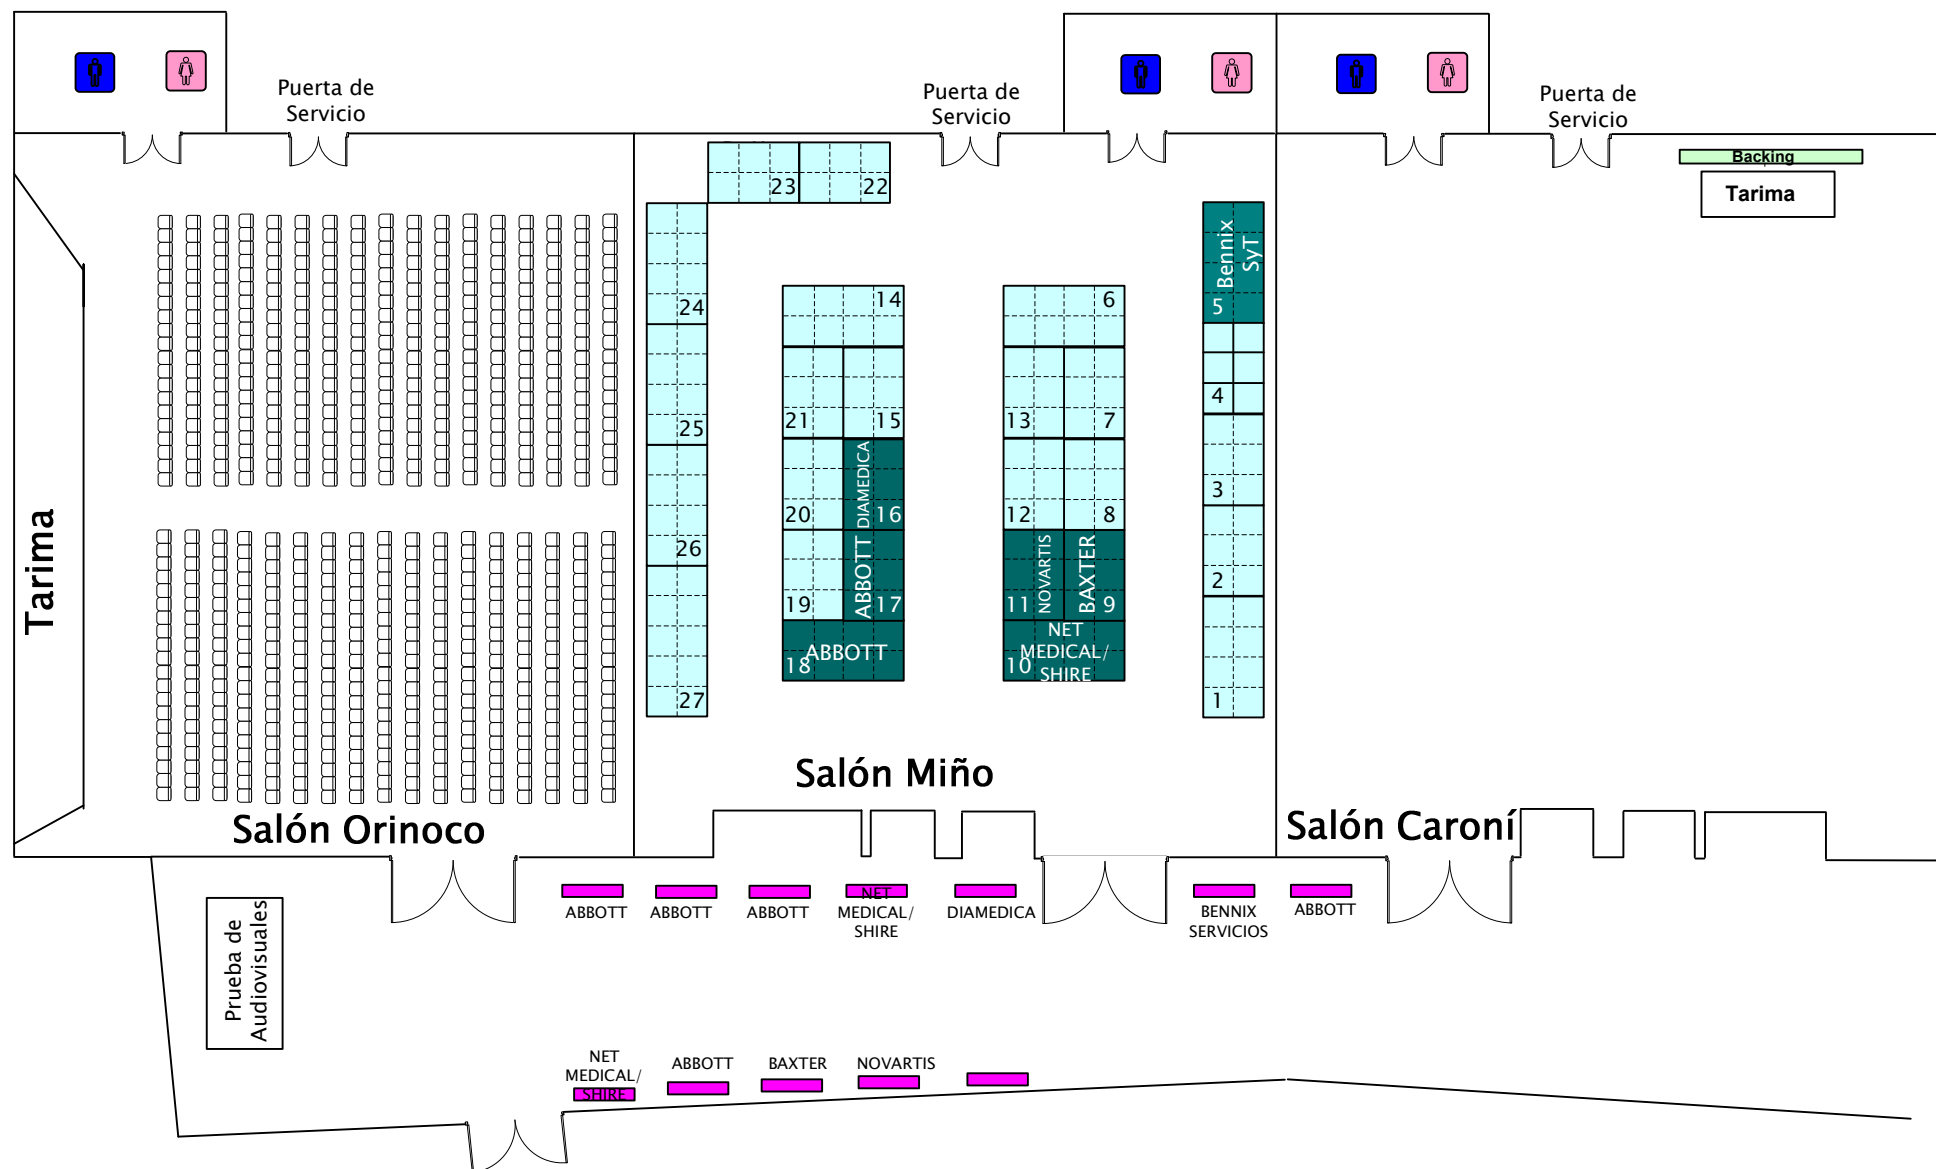 Puerta de
Servicio
Puerta de
Servicio
Puerta de
Servicio
Backing
Tarima
23
22
24
25
26
27
14
21
15
20
DIAMEDICA
16
19
ABBOTT
17
ABBOTT
18
6
13
7
12
8
11
NOVARTIS
BAXTER
9
NET
MEDICAL/
SHIRE
10
Bennix
SyT
5
4
3
2
1
Tarima
Salón Orinoco
Salón Miño
Salón Caroní
ABBOTT
ABBOTT
ABBOTT
NET
MEDICAL/
SHIRE
DIAMEDICA
BENNIX
SERVICIOS
ABBOTT
Prueba de
Audiovisuales
NET
MEDICAL/
SHIRE
ABBOTT
BAXTER
NOVARTIS